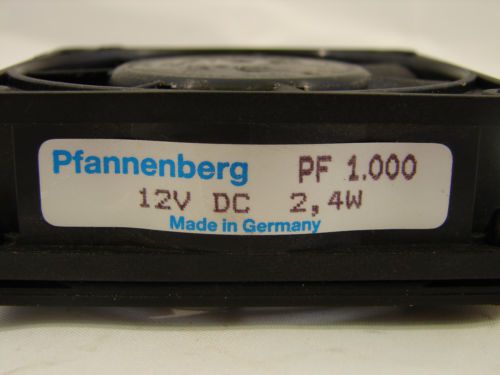 Pfannenberg PF 1.000
12V DC 2,4W
Made in Germany